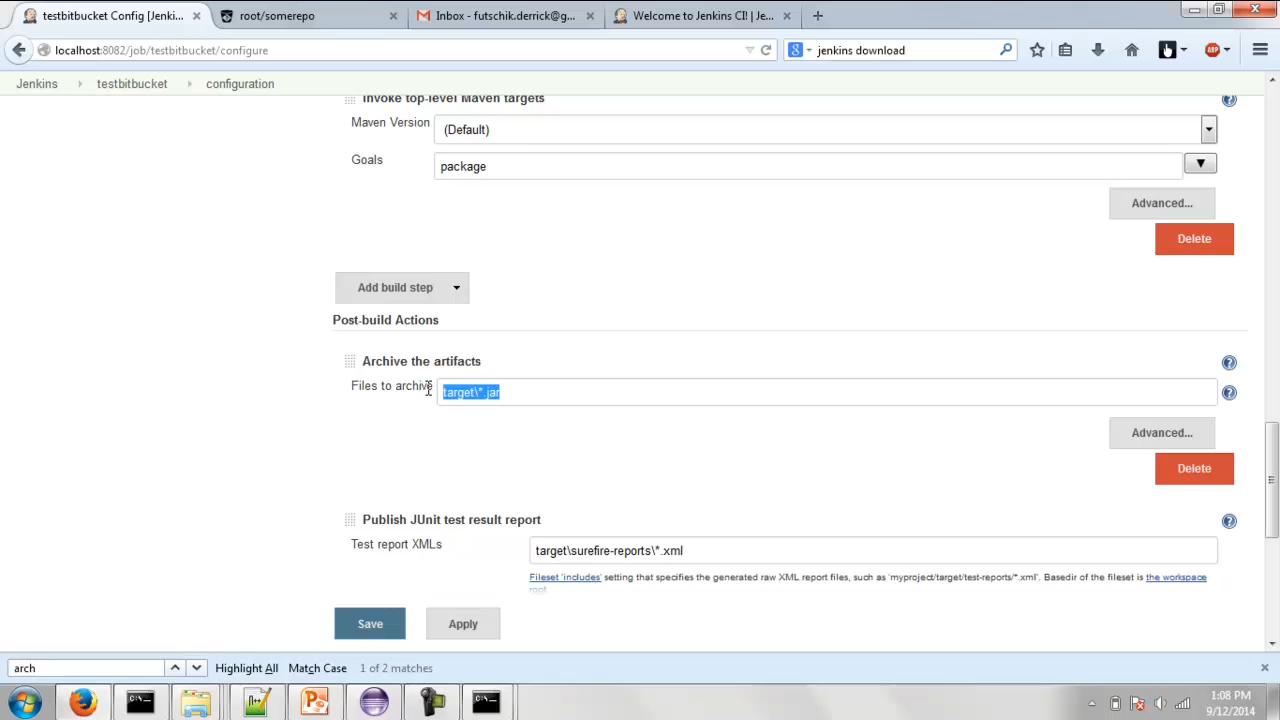 testbitbucket Config [Jenki...
root/somerepo
Inbox - futschik.derrick@g...
Welcome to Jenkins CI! | Je...
localhost:8082/job/testbitbucket/configure
jenkins download
Jenkins
testbitbucket
configuration
Invoke top-level Maven targets
Maven Version
(Default)
Goals
package
Advanced...
Delete
Add build step
Post-build Actions
Archive the artifacts
Files to archive
target\*.jar
Advanced...
Delete
Publish JUnit test result report
Test report XMLs
target\surefire-reports\*.xml
Fileset 'includes' setting that specifies the generated raw XML report files, such as 'myproject/target/test-reports/*.xml'. Basedir of the fileset is the workspace
root.
Save
Apply
arch
Highlight All
Match Case
1 of 2 matches
1:08 PM
9/12/2014